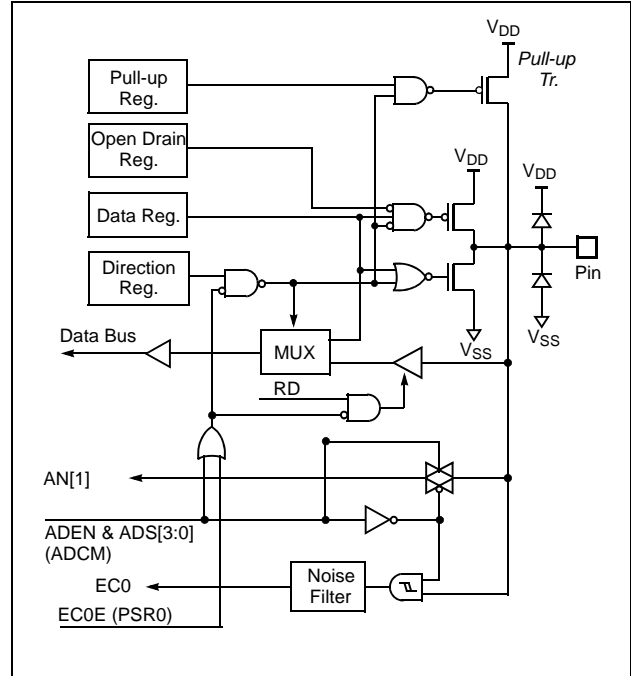 VDD
Pull-up
Tr.
Pull-up
Reg.
Open Drain
Reg.
VDD
VDD
Data Reg.
Direction
Reg.
Pin
Data Bus
MUX
VSS
VSS
RD
AN[1]
ADEN & ADS[3:0]
(ADCM)
EC0
Noise
Filter
EC0E (PSR0)